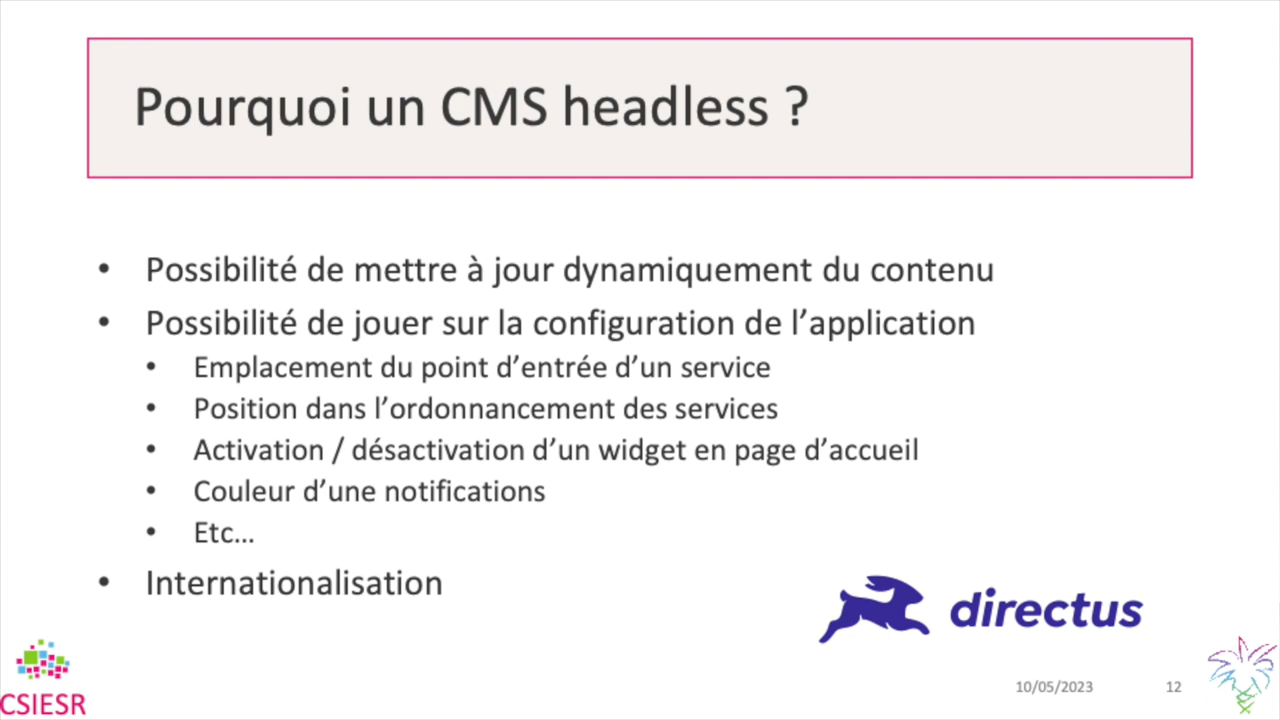 Pourquoi un CMS headless ?
• Possibilité de mettre à jour dynamiquement du contenu
• Possibilité de jouer sur la configuration de l’application
• Emplacement du point d’entrée d’un service
• Position dans l’ordonnancement des services
• Activation / désactivation d’un widget en page d’accueil
• Couleur d’une notifications
• Etc…
• Internationalisation
directus
CSIESR
10/05/2023
12